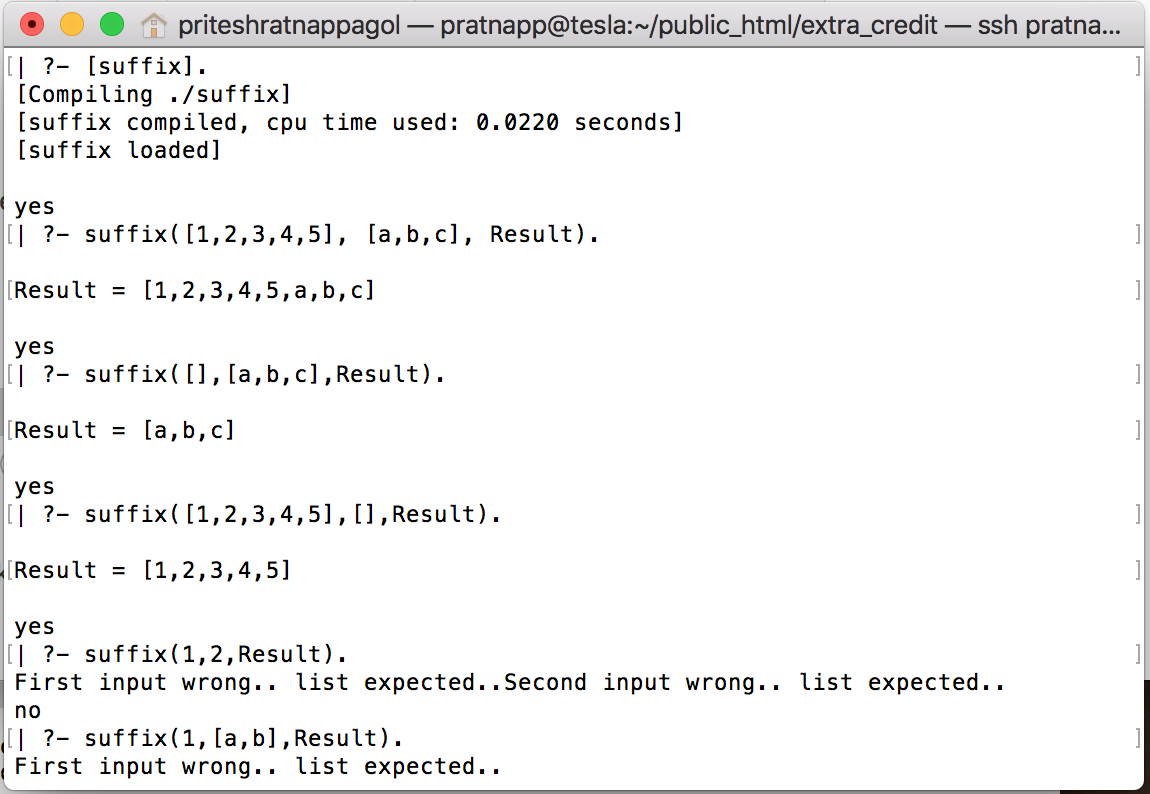 priteshratnappagol — pratnapp@tesla:~/public_html/extra_credit — ssh pratna...
[| ?- [suffix]. ]
[Compiling ./suffix]
[suffix compiled, cpu time used: 0.0220 seconds]
[suffix loaded]
yes
[| ?- suffix([1,2,3,4,5], [a,b,c], Result). ]
[Result = [1,2,3,4,5,a,b,c] ]
yes
[| ?- suffix([],[a,b,c],Result). ]
[Result = [a,b,c] ]
yes
[| ?- suffix([1,2,3,4,5],[],Result). ]
[Result = [1,2,3,4,5] ]
yes
[| ?- suffix(1,2,Result). ]
First input wrong.. list expected..Second input wrong.. list expected..
no
[| ?- suffix(1,[a,b],Result). ]
First input wrong.. list expected..